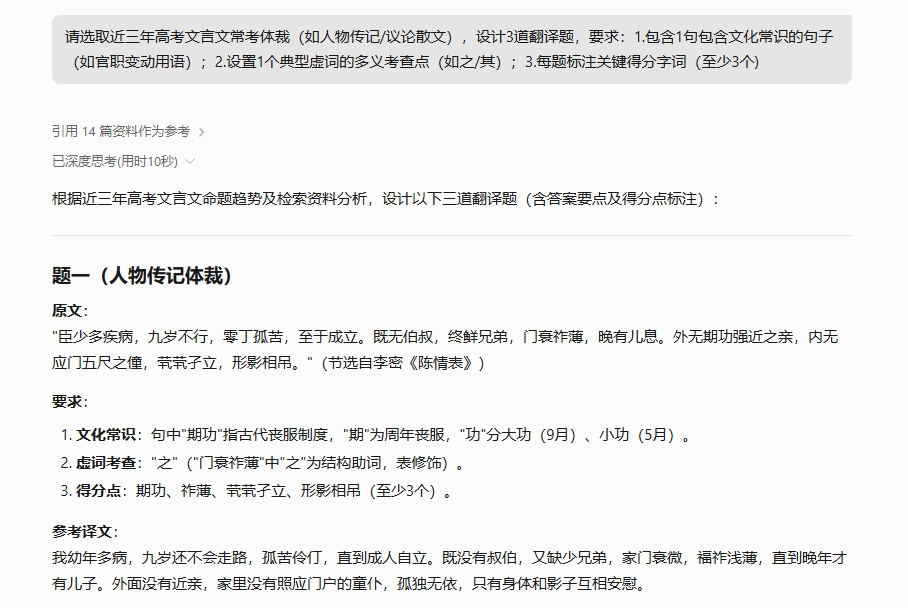 请选取近三年高考文言文常考体裁（如人物传记/议论散文），设计3道翻译题，要求：1.包含1句包含文化常识的句子
（如官职变动用语）；2.设置1个典型虚词的多义考查点（如之/其）；3.每题标注关键得分字词（至少3个)
引用 14 篇资料作为参考
已深度思考(用时10秒)
根据近三年高考文言文命题趋势及检索资料分析，设计以下三道翻译题（含答案要点及得分点标注）：
题一（人物传记体裁）
原文：
"臣少多疾病，九岁不行，零丁孤苦，至于成立。既无伯叔，终鲜兄弟，门衰祚薄，晚有儿息。外无期功强近之亲，内无
应门五尺之僮，茕茕孑立，形影相吊。"（节选自李密《陈情表》）
要求：
1. 文化常识：句中"期功"指古代丧服制度，"期"为周年丧服，"功"分大功（9月）、小功（5月）。
2. 虚词考查："之"（"门衰祚薄"中"之"为结构助词，表修饰）。
3. 得分点：期功、祚薄、茕茕孑立、形影相吊（至少3个）。
参考译文：
我幼年多病，九岁还不会走路，孤苦伶仃，直到成人自立。既没有叔伯，又缺少兄弟，家门衰微，福祚浅薄，直到晚年才
有儿子。外面没有近亲，家里没有照应门户的童仆，孤独无依，只有身体和影子互相安慰。